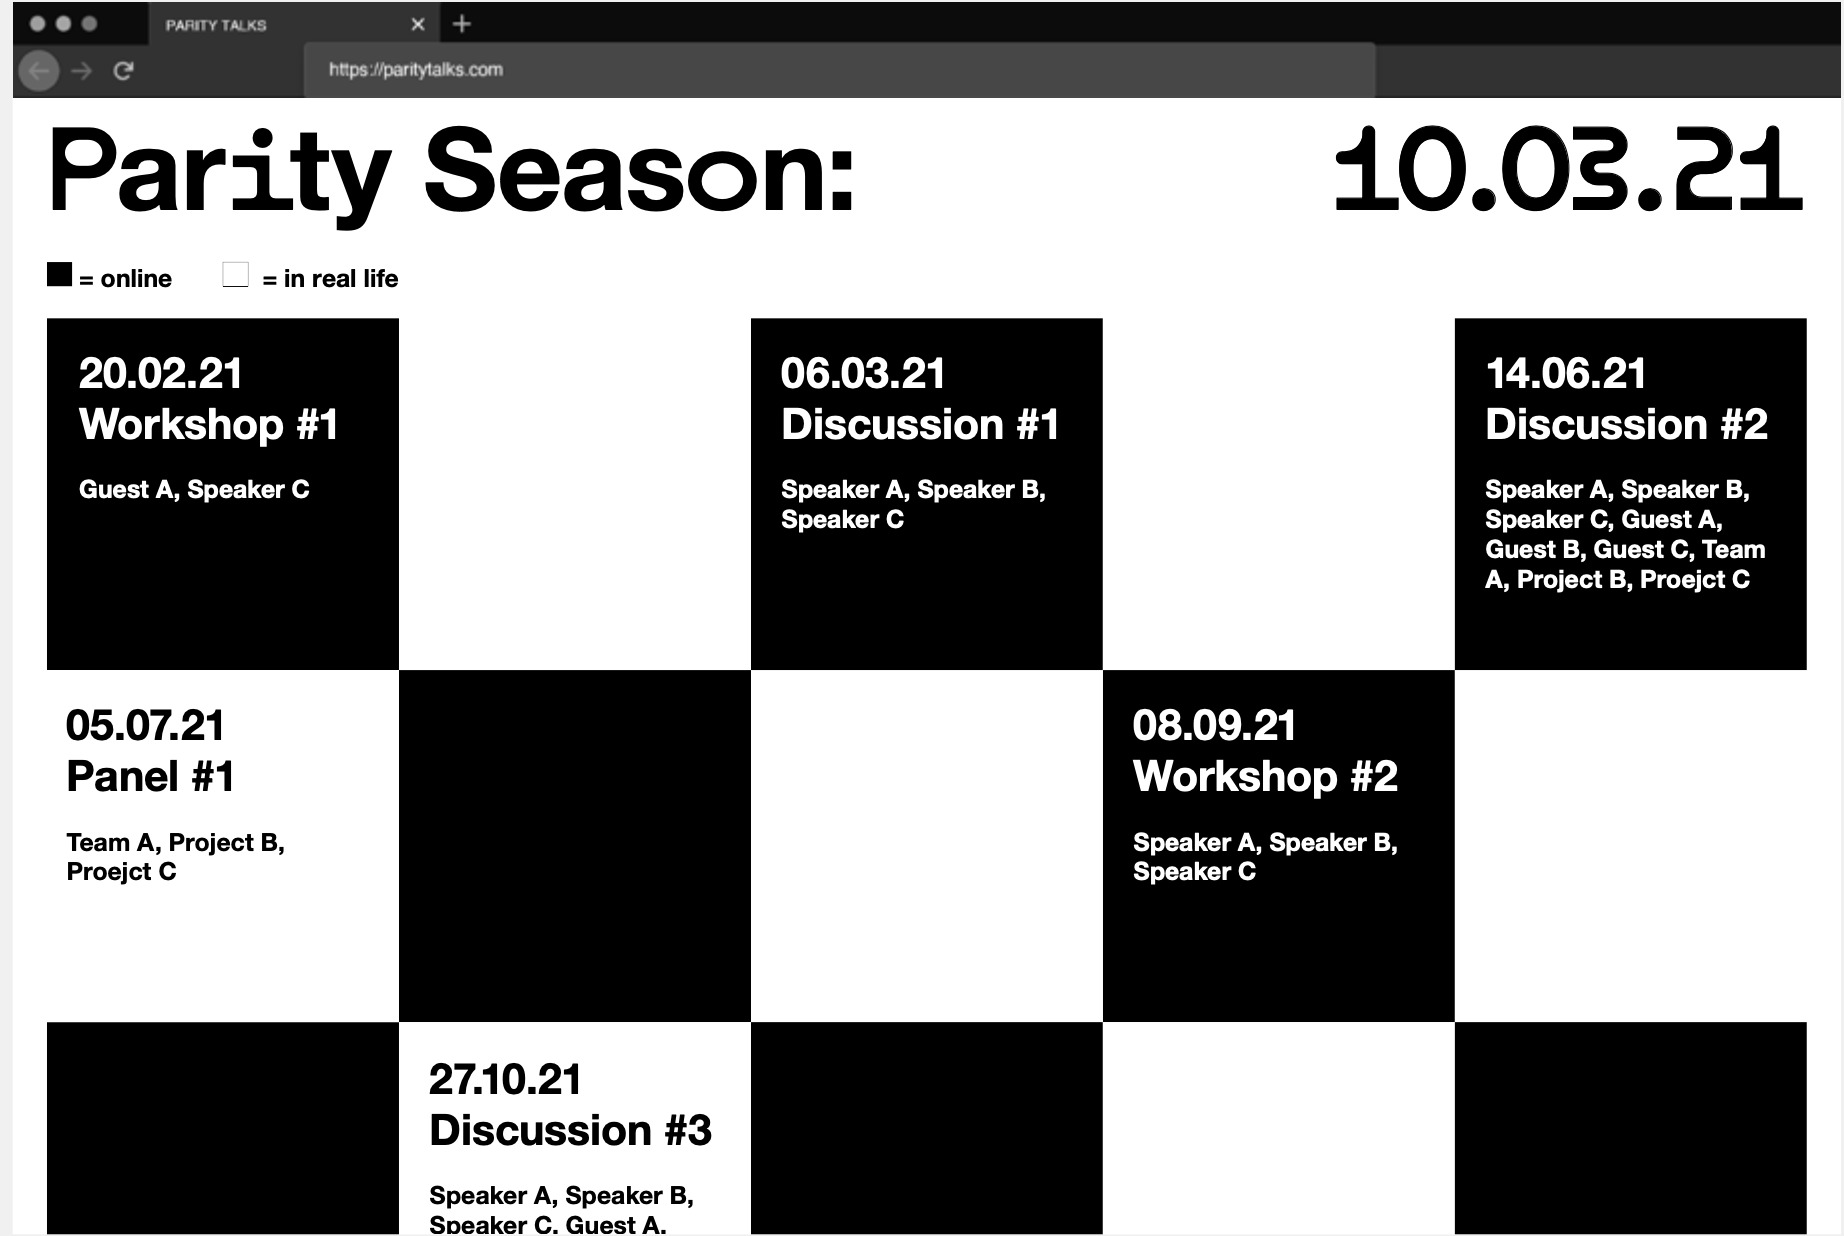 PARITY TALKS
https://paritytalks.com
Parity Season: 10.03.21
= online = in real life
20.02.21
Workshop #1
Guest A, Speaker C
06.03.21
Discussion #1
Speaker A, Speaker B,
Speaker C
14.06.21
Discussion #2
Speaker A, Speaker B,
Speaker C, Guest A,
Guest B, Guest C, Team
A, Project B, Proejct C
05.07.21
Panel #1
Team A, Project B,
Proejct C
08.09.21
Workshop #2
Speaker A, Speaker B,
Speaker C
27.10.21
Discussion #3
Speaker A, Speaker B,
Speaker C, Guest A,